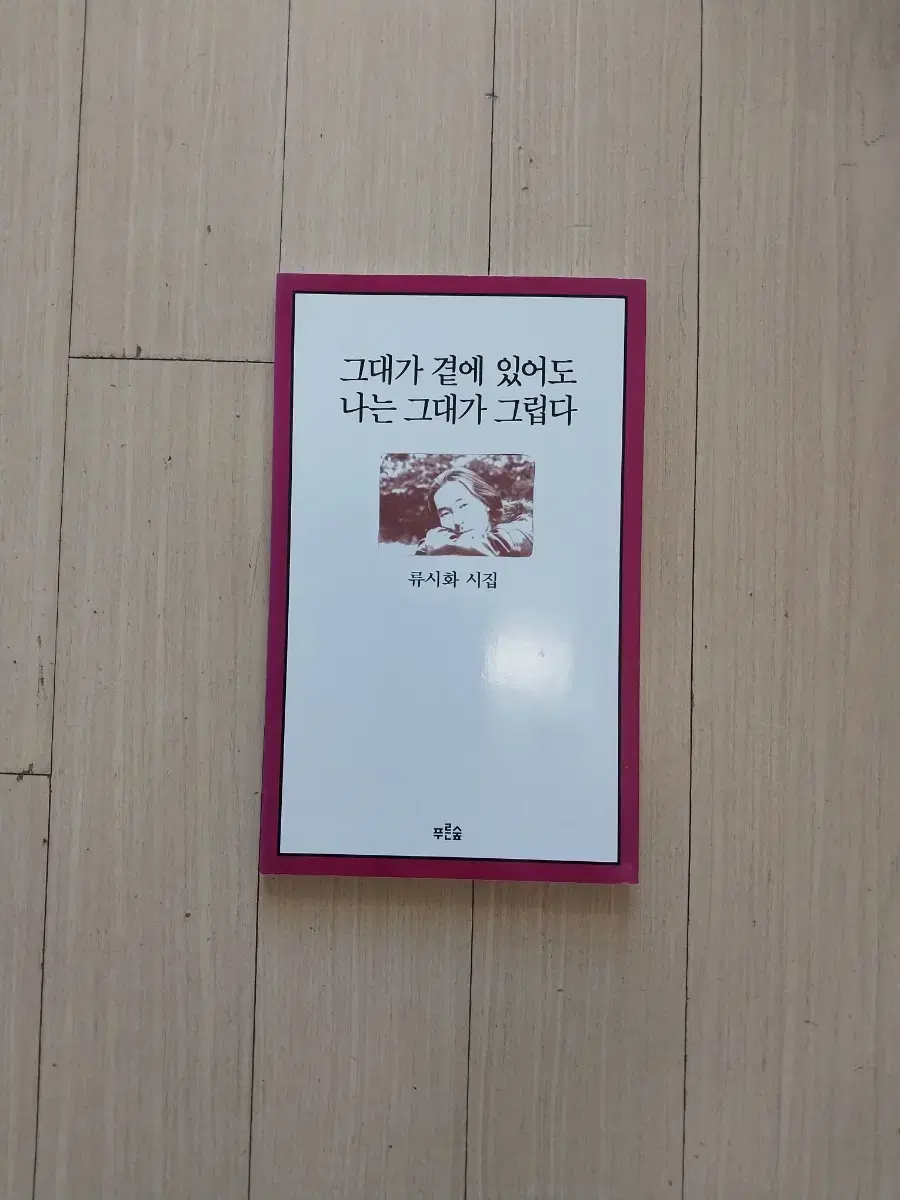 그대가 곁에 있어도
나는 그대가 그립다
류시화 시집
푸른숲